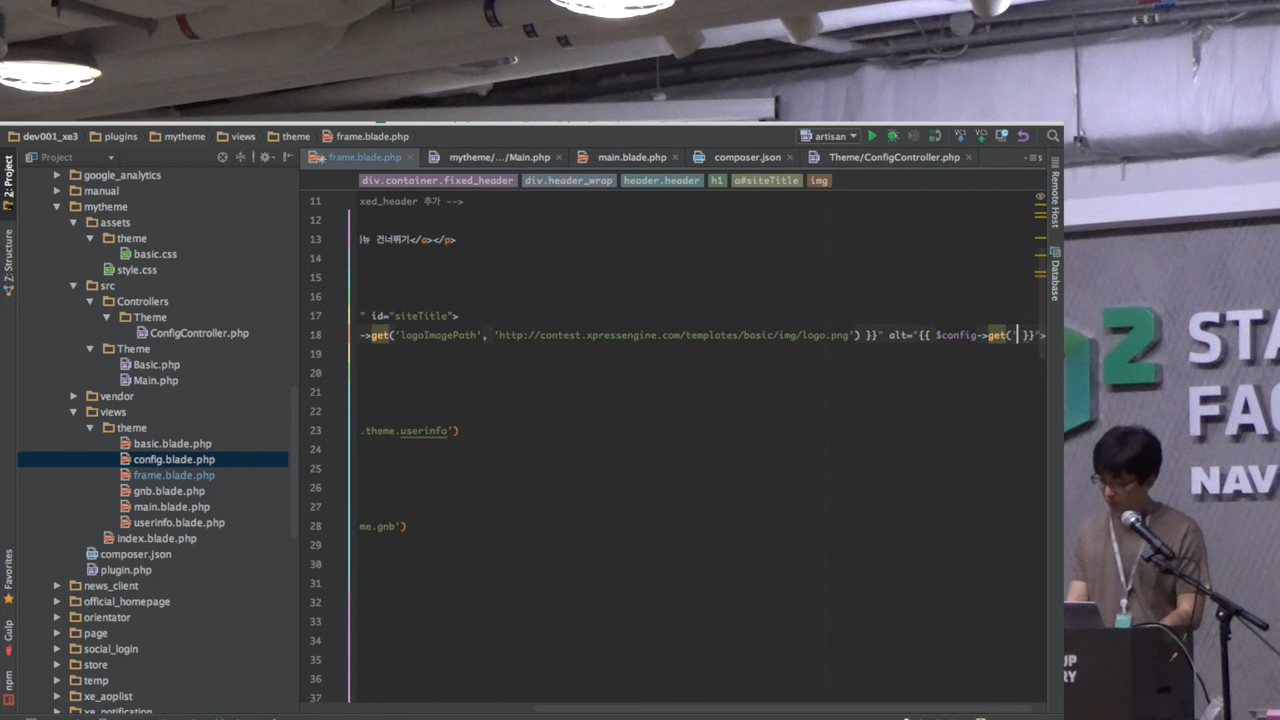 dev001_xe3 plugins mytheme views theme frame.blade.php artisan
Project
frame.blade.php mytheme/.../Main.php main.blade.php composer.json Theme/ConfigController.php
div.container.fixed_header div.header_wrap header.header h1 a#siteTitle img
google_analytics
manual
mytheme
assets
theme
basic.css
style.css
src
Controllers
Theme
ConfigController.php
Theme
Basic.php
Main.php
vendor
views
theme
basic.blade.php
config.blade.php
frame.blade.php
gnb.blade.php
main.blade.php
userinfo.blade.php
index.blade.php
composer.json
plugin.php
news_client
official_homepage
orientator
page
social_login
store
temp
xe_aoplist
xe_notification
11 xed_header 추가 -->
12
13 뉴 건너뛰기</a></p>
14
15
16
17 " id="siteTitle">
18 ->get('logoImagePath', 'http://contest.xpressengine.com/templates/basic/img/logo.png') }}" alt="{{ $config->get(' }}">
19
20
21
22
23 .theme.userinfo')
24
25
26
27
28 me.gnb')
29
30
31
32
33
34
35
36
37
2: Project
Z: Structure
Favorites
Gulp
npm
Remote Host
Database
2 STA
FAC
NAV
UP
RY